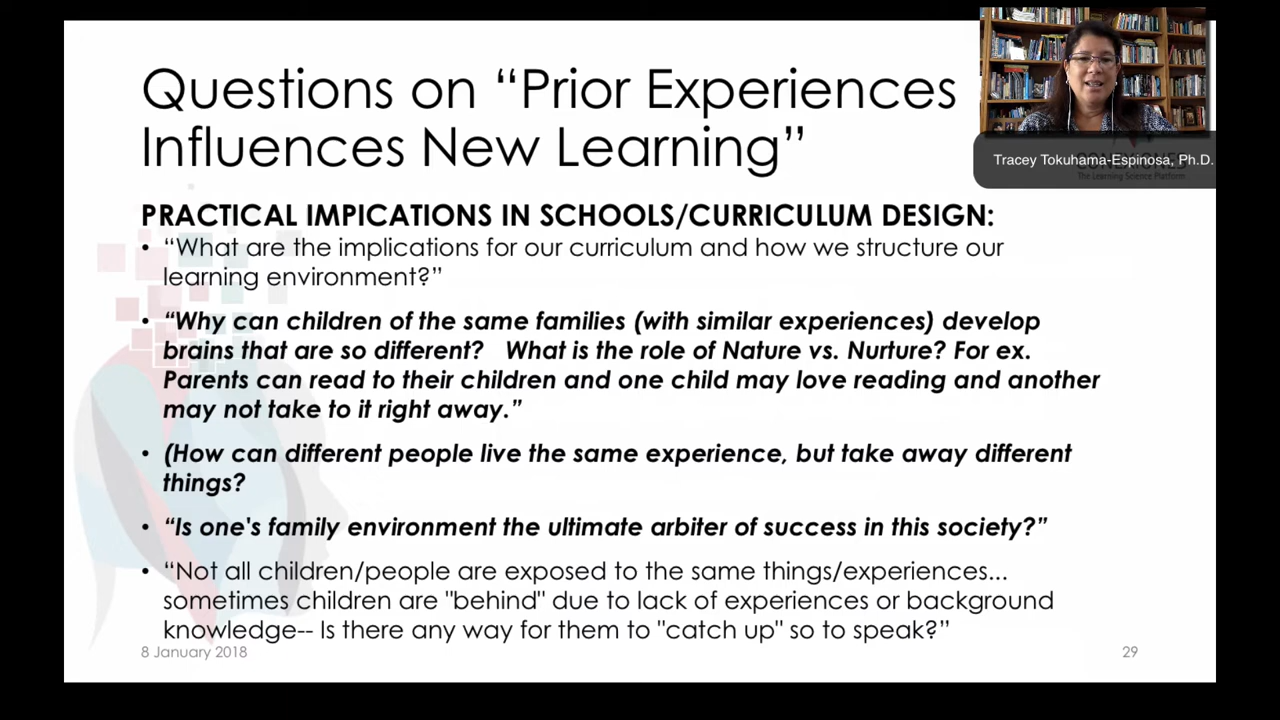 Questions on “Prior Experiences
Influences New Learning”
Tracey Tokuhama-Espinosa, Ph.D.
The Learning Science Platform
PRACTICAL IMPICATIONS IN SCHOOLS/CURRICULUM DESIGN:
• “What are the implications for our curriculum and how we structure our
learning environment?”
• “Why can children of the same families (with similar experiences) develop
brains that are so different? What is the role of Nature vs. Nurture? For ex.
Parents can read to their children and one child may love reading and another
may not take to it right away.”
• (How can different people live the same experience, but take away different
things?
• “Is one's family environment the ultimate arbiter of success in this society?”
• “Not all children/people are exposed to the same things/experiences...
sometimes children are "behind" due to lack of experiences or background
knowledge-- Is there any way for them to "catch up" so to speak?”
8 January 2018
29